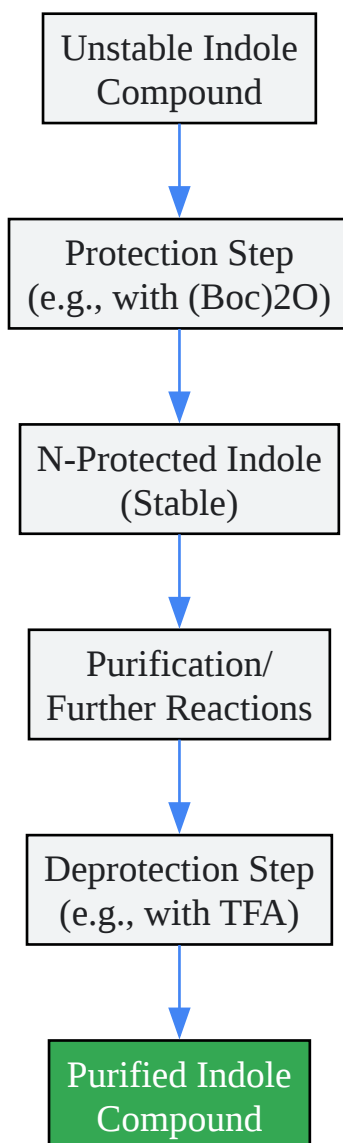 Unstable Indole
Compound
Protection Step
(e.g., with (Boc)2O)
N-Protected Indole
(Stable)
Purification/
Further Reactions
Deprotection Step
(e.g., with TFA)
Purified Indole
Compound